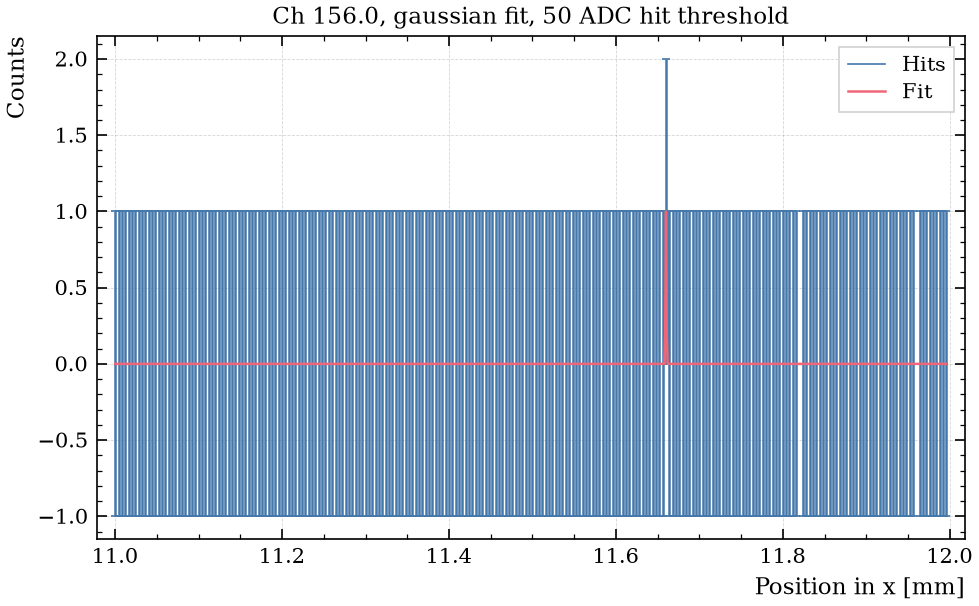 Ch 156.0, gaussian fit, 50 ADC hit threshold
Counts
2.0
1.5
1.0
0.5
0.0
−0.5
−1.0
Hits
Fit
11.0 11.2 11.4 11.6 11.8 12.0
Position in x [mm]